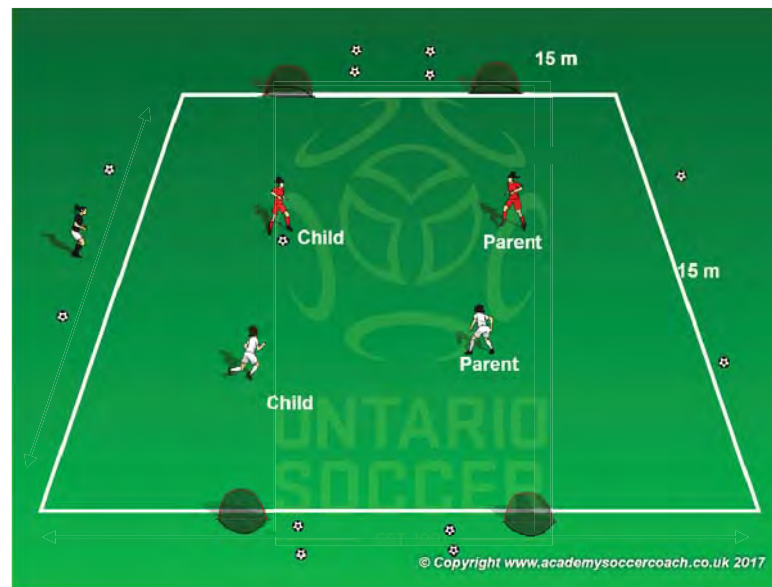 15 m
Child
Parent
15 m
Parent
Child
ONTARIO
SOCCER
© Copyright www.academysoccercoach.co.uk 2017